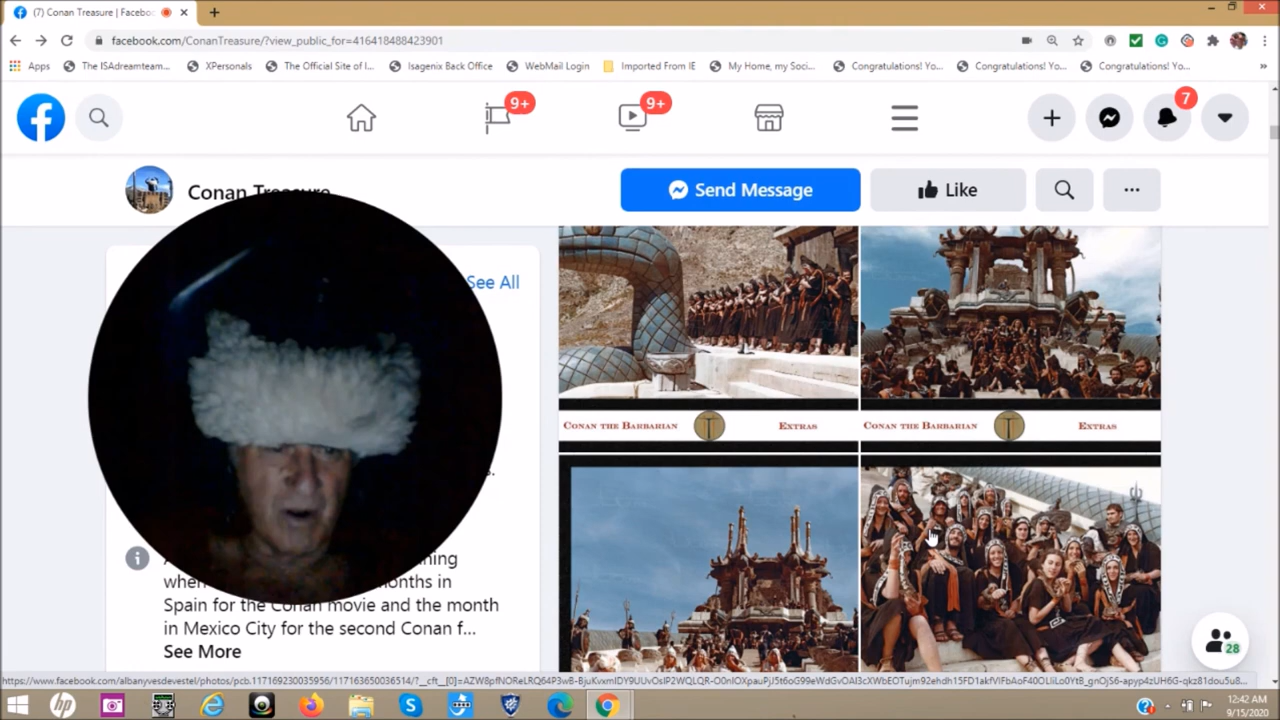 (7) Conan Treasure | Faceboo
facebook.com/ConanTreasure/?view_public_for=416418488423901
Apps
The ISAdreamteam...
XPersonals
The Official Site of I...
Isagenix Back Office
WebMail Login
Imported From IE
My Home, my Soci...
Congratulations! Yo...
Congratulations! Yo...
Congratulations! Yo...
»
9+
9+
7
Conan Treasure
Send Message
Like
See All
Conan the Barbarian
Extras
Conan the Barbarian
Extras
when
months in
Spain for the Conan movie and the month
in Mexico City for the second Conan f...
See More
28
12:42 AM
9/15/2020